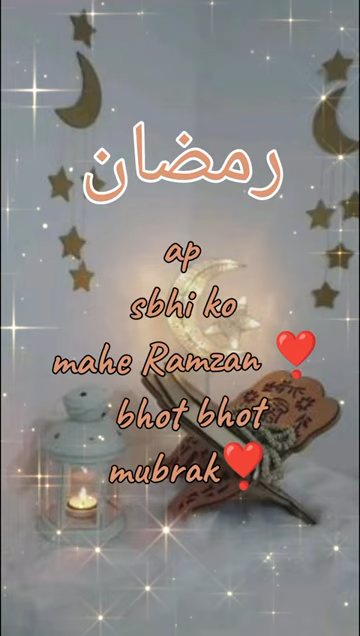 رمضان
ap
sbhi ko
mahe Ramzan ❣️
bhot bhot
mubrak❣️